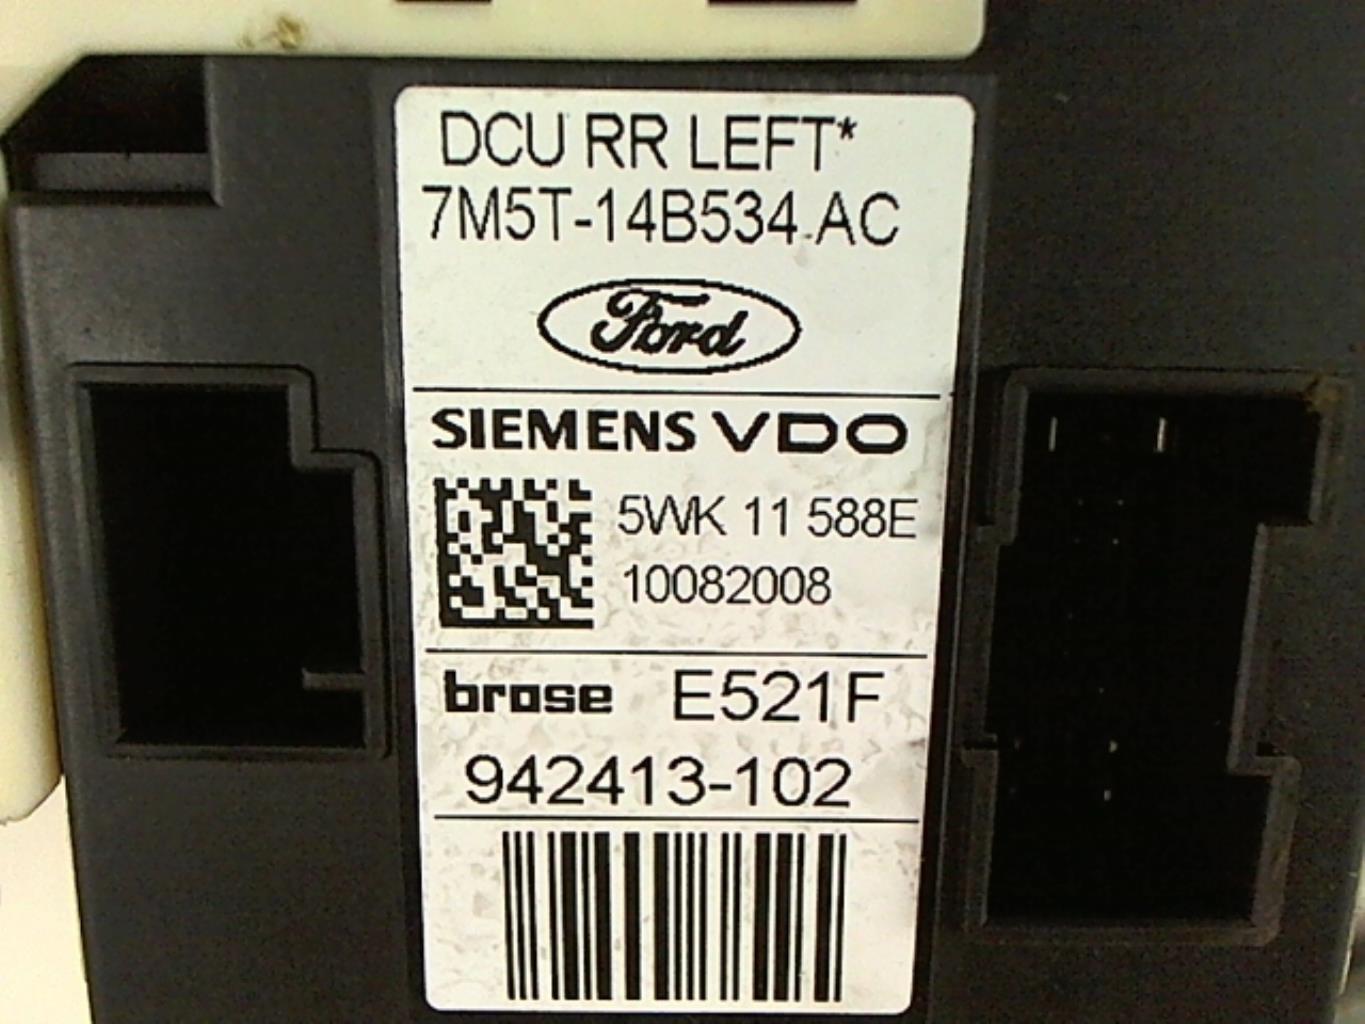 DCU RR LEFT*
7M5T-14B534 AC
Ford
SIEMENS VDO
5WK 11 588E
10082008
brose E521F
942413-102